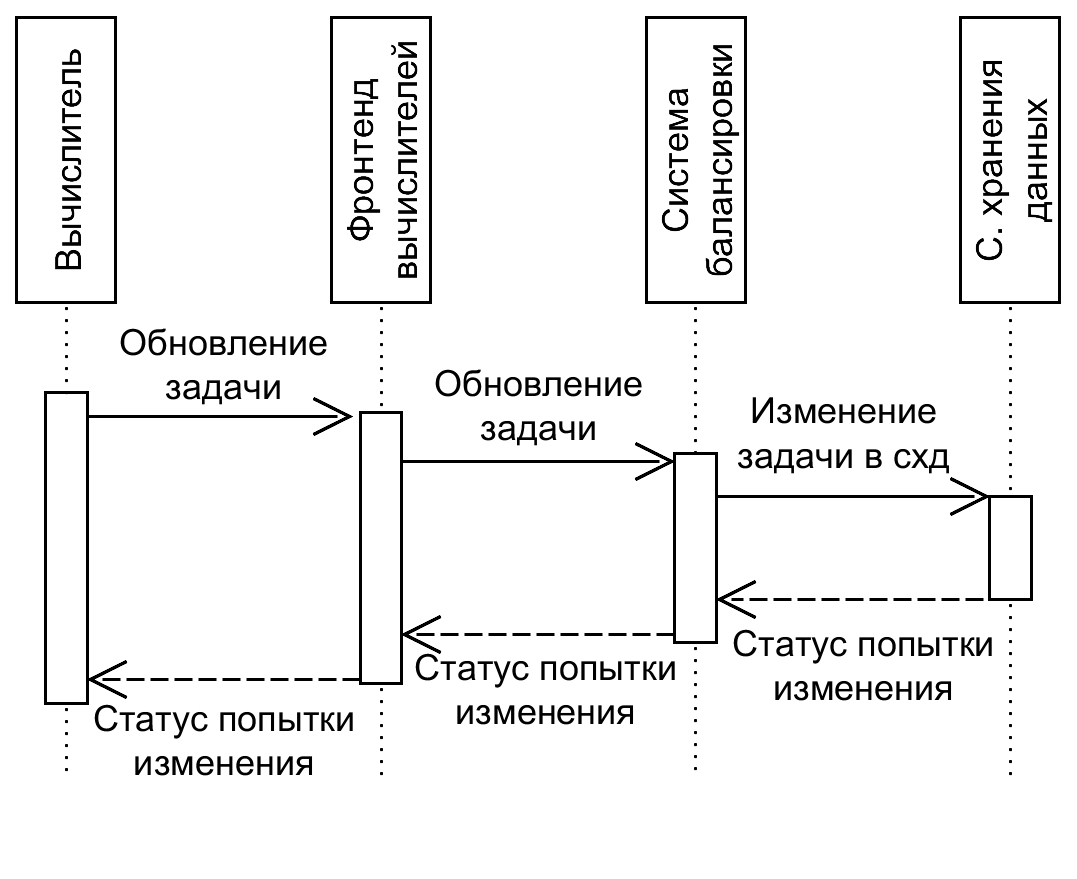 Вычислитель
Фронтенд
вычислителей
Система
балансировки
С. хранения
данных
Обновление
задачи
Обновление
задачи
Изменение
задачи в схд
Статус попытки
изменения
Статус попытки
изменения
Статус попытки
изменения